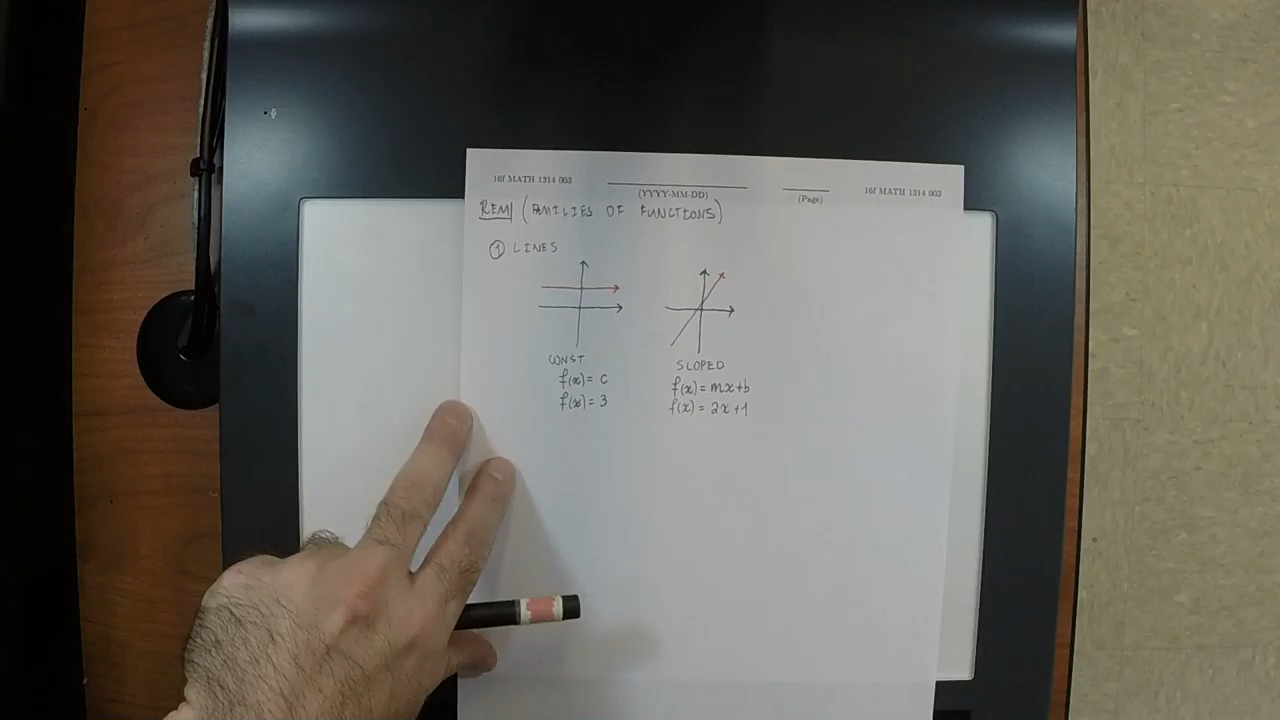 16f MATH 1314 003
(YYYY-MM-DD)
(Page)
16f MATH 1314 003
REM (FAMILIES OF FUNCTIONS)
① LINES
CONST
f(x) = c
f(x) = 3
SLOPED
f(x) = mx+b
f(x) = 2x+1